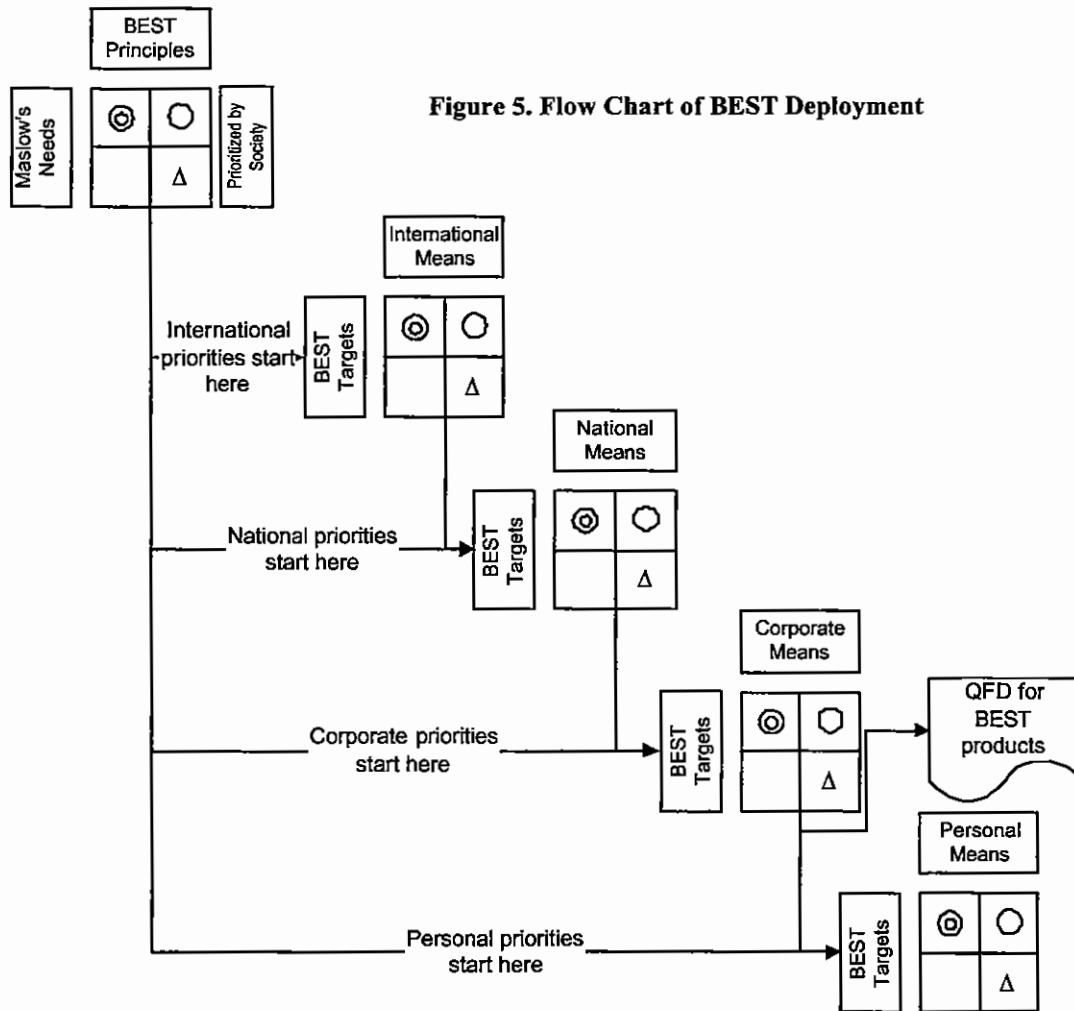 BEST
Principles
Maslow's
Needs
◎ ○
Prioritized by
Society
Δ
Figure 5. Flow Chart of BEST Deployment
International
Means
International
priorities start
here
BEST
Targets
◎ ○
Δ
National
Means
National priorities
start here
BEST
Targets
◎ ○
Δ
Corporate
Means
Corporate priorities
start here
BEST
Targets
◎ ○
Δ
QFD for
BEST
products
Personal
Means
Personal priorities
start here
BEST
Targets
◎ ○
Δ